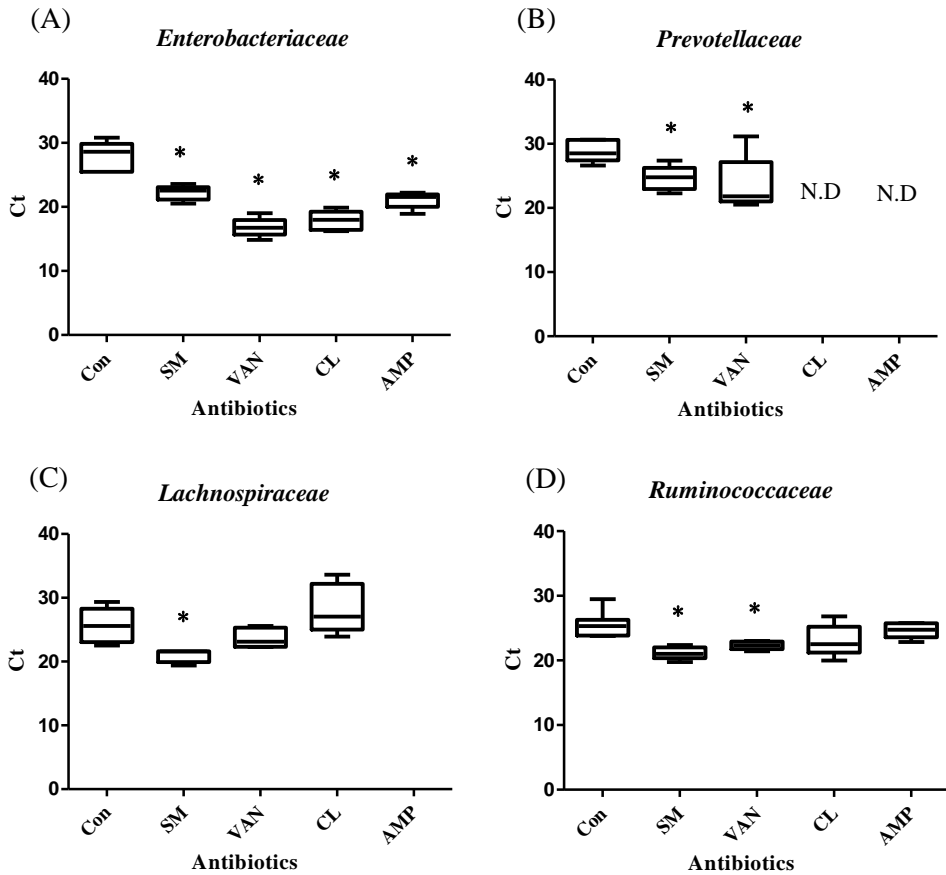 (A)
Enterobacteriaceae
40
30
20
10
0
Ct
*
*
*
*
Con
SM
VAN
CL
AMP
Antibiotics
(B)
Prevotellaceae
40
30
20
10
0
Ct
*
*
N.D
N.D
Con
SM
VAN
CL
AMP
Antibiotics
(C)
Lachnospiraceae
40
30
20
10
0
Ct
*
Con
SM
VAN
CL
AMP
Antibiotics
(D)
Ruminococcaceae
40
30
20
10
0
Ct
*
*
Con
SM
VAN
CL
AMP
Antibiotics